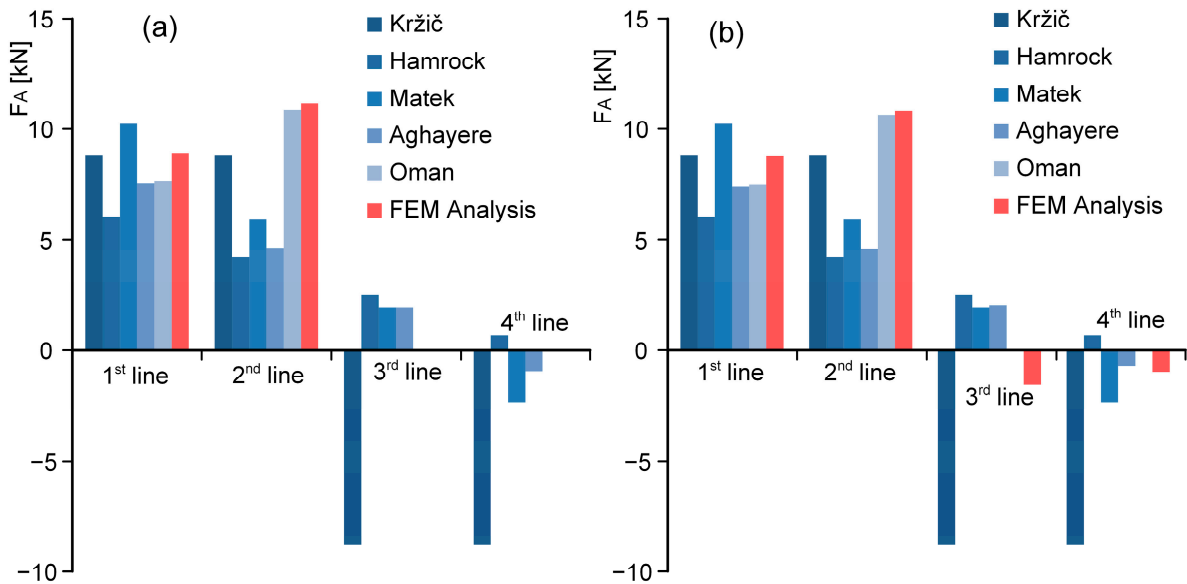 (a)
FA [kN]
15
10
5
0
−5
−10
Kržič
Hamrock
Matek
Aghayere
Oman
FEM Analysis
1st line
2nd line
3rd line
4th line
(b)
FA [kN]
15
10
5
0
−5
−10
Kržič
Hamrock
Matek
Aghayere
Oman
FEM Analysis
1st line
2nd line
3rd line
4th line